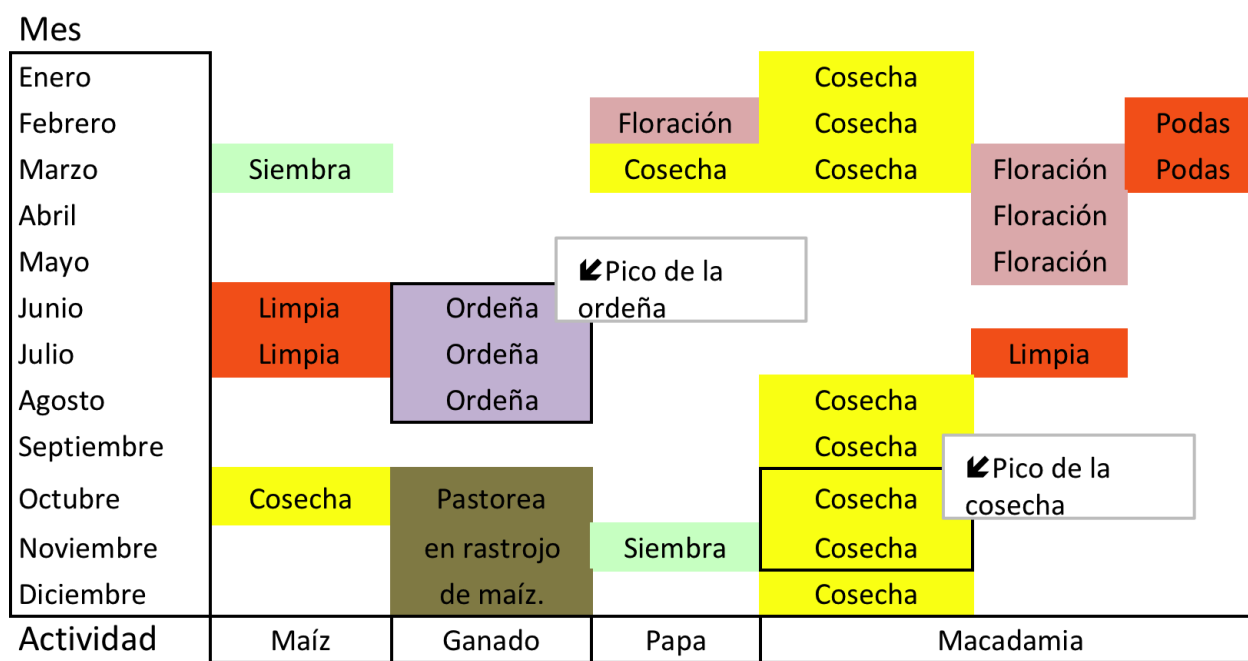 Mes
Enero Cosecha
Febrero Floración Cosecha Podas
Marzo Siembra Cosecha Cosecha Floración Podas
Abril Floración
Mayo Floración
↙Pico de la
ordeña
Junio Limpia Ordeña
Julio Limpia Ordeña Limpia
Agosto Ordeña Cosecha
Septiembre Cosecha
↙Pico de la
cosecha
Octubre Cosecha Pastorea Cosecha
Noviembre en rastrojo Siembra Cosecha
Diciembre de maíz. Cosecha
Actividad Maíz Ganado Papa Macadamia